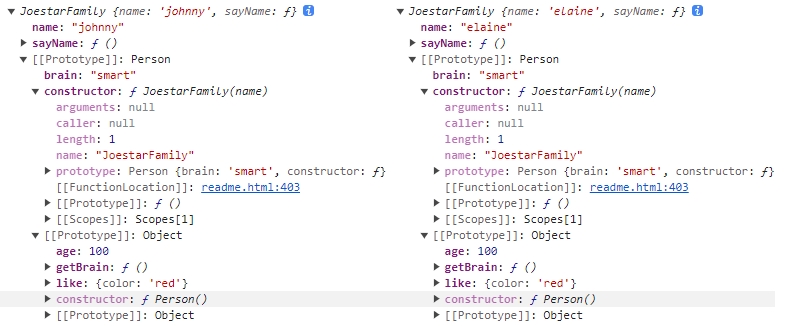 JoestarFamily {name: 'johnny', sayName: ƒ} i
name: "johnny"
sayName: ƒ ()
[[Prototype]]: Person
brain: "smart"
constructor: ƒ JoestarFamily(name)
arguments: null
caller: null
length: 1
name: "JoestarFamily"
prototype: Person {brain: 'smart', constructor: ƒ}
[[FunctionLocation]]: readme.html:403
[[Prototype]]: ƒ ()
[[Scopes]]: Scopes[1]
[[Prototype]]: Object
age: 100
getBrain: ƒ ()
like: {color: 'red'}
constructor: ƒ Person()
[[Prototype]]: Object
JoestarFamily {name: 'elaine', sayName: ƒ} i
name: "elaine"
sayName: ƒ ()
[[Prototype]]: Person
brain: "smart"
constructor: ƒ JoestarFamily(name)
arguments: null
caller: null
length: 1
name: "JoestarFamily"
prototype: Person {brain: 'smart', constructor: ƒ}
[[FunctionLocation]]: readme.html:403
[[Prototype]]: ƒ ()
[[Scopes]]: Scopes[1]
[[Prototype]]: Object
age: 100
getBrain: ƒ ()
like: {color: 'red'}
constructor: ƒ Person()
[[Prototype]]: Object